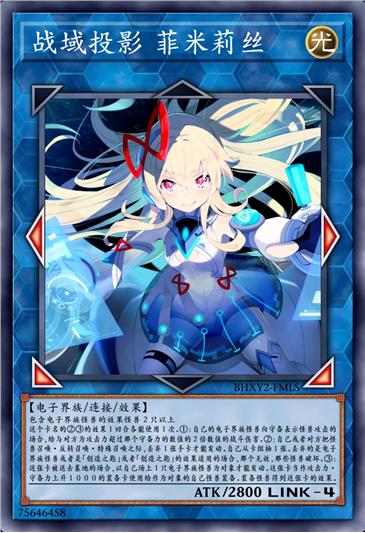 战域投影 菲米莉丝
光
BHXY2-FML5
【电子界族/连接/效果】
包含电子界族怪兽的效果怪兽2只以上
这个卡名的②③的效果1回合各能使用1次。①:自己的电子界族怪兽向守备表示怪兽攻击的
场合,给与对方为攻击力超过那个守备力的数值的2倍数值的战斗伤害。②:自己或者对方把怪
兽召唤·反转召唤·特殊召唤之际,丢弃1张手卡才能发动。自己从卡组抽1张。丢弃的是电子
界族怪兽或者是「创造之匙」或者「创造之匙」的效果适用的场合,那个无效,那些怪兽破坏。③:
这张卡被送去墓地的场合,以自己场上1只电子界族怪兽为对象才能发动。这张卡当作攻击力·
守备力上升1000的装备卡使用给作为对象的自己怪兽装备。装备怪兽得到这张卡的效果。
ATK/2800 LINK-4
75646458